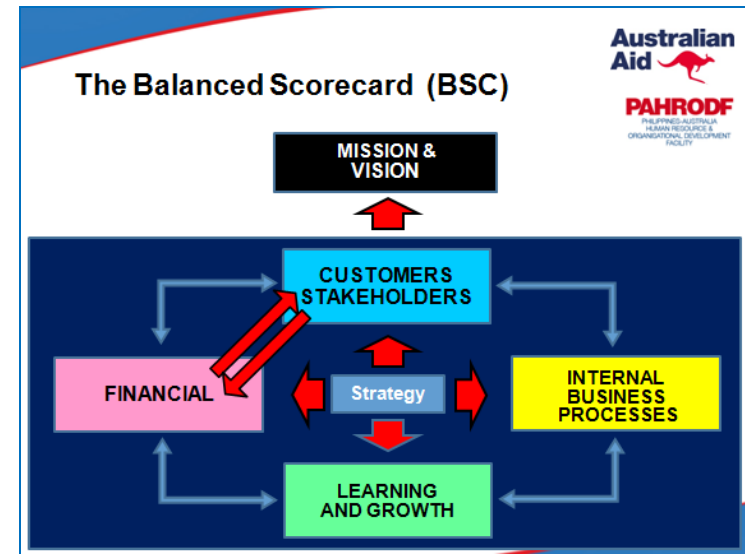 Australian
Aid
The Balanced Scorecard (BSC)
PAHRODF
PHILIPPINES-AUSTRALIA
HUMAN RESOURCE &
ORGANISATIONAL DEVELOPMENT
FACILITY
MISSION &
VISION
CUSTOMERS
STAKEHOLDERS
FINANCIAL
Strategy
INTERNAL
BUSINESS
PROCESSES
LEARNING
AND GROWTH